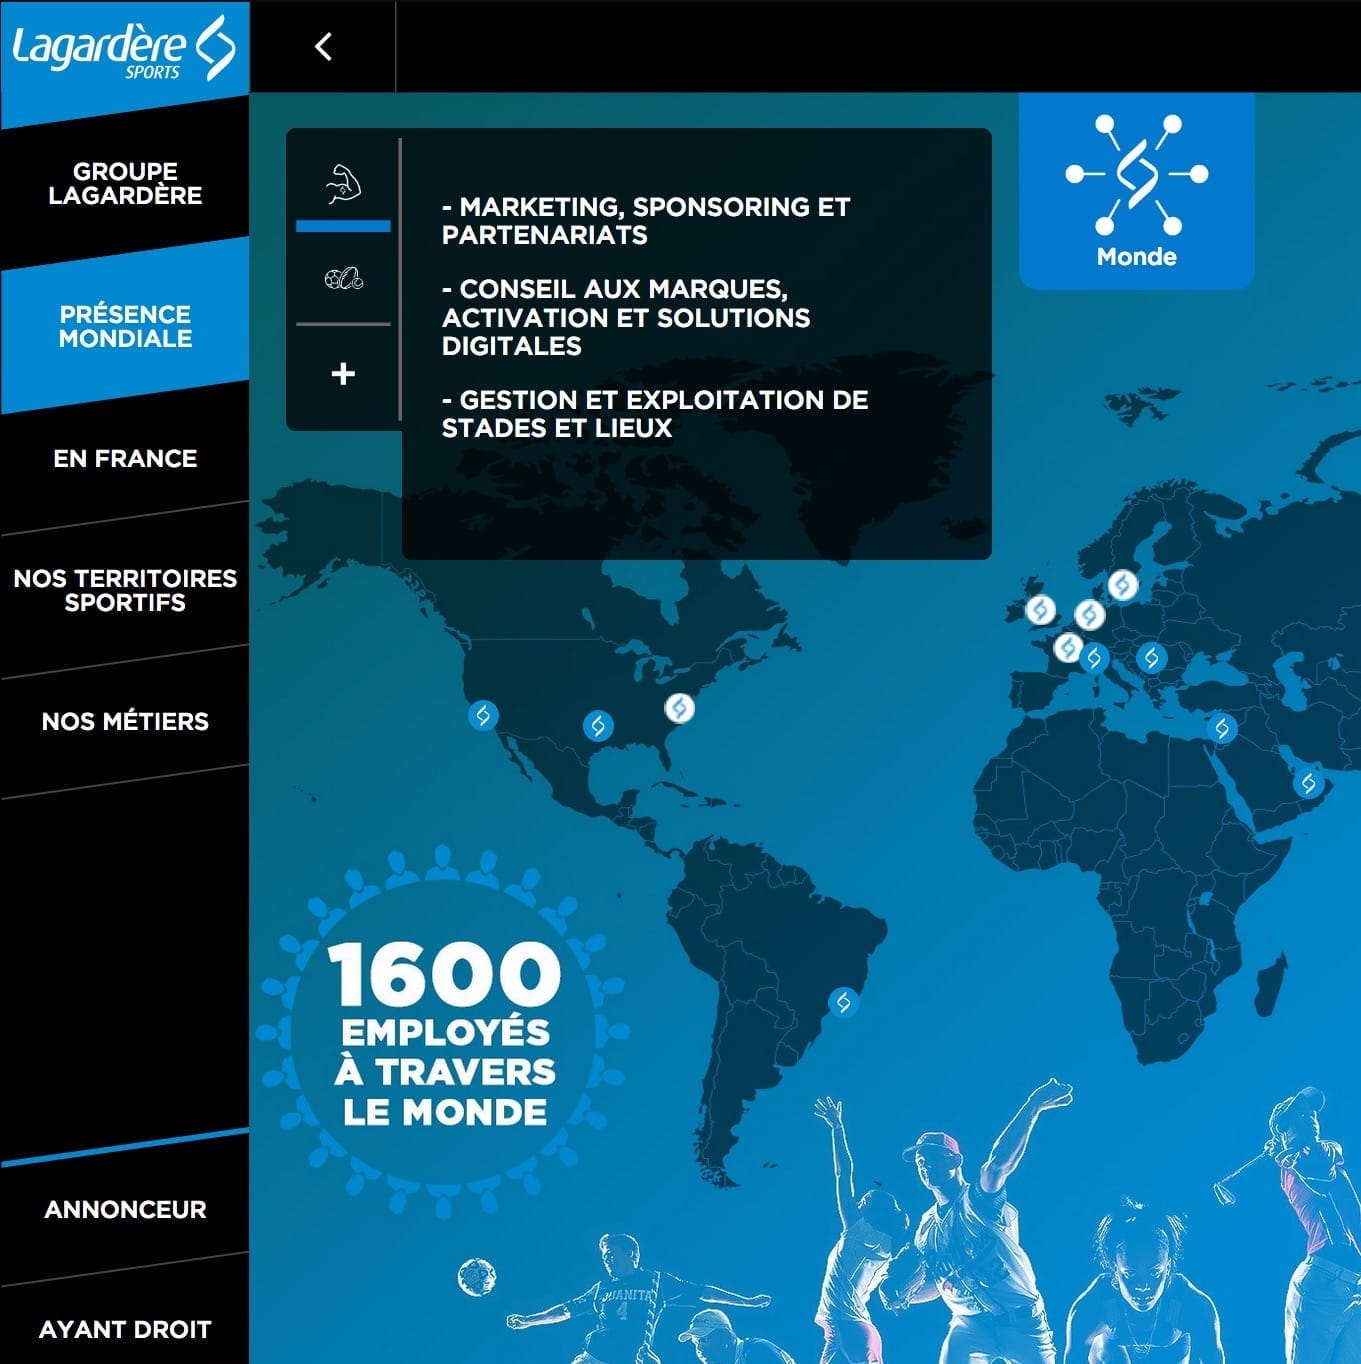 Lagardère
SPORTS
GROUPE
LAGARDÈRE
PRÉSENCE
MONDIALE
EN FRANCE
NOS TERRITOIRES
SPORTIFS
NOS MÉTIERS
ANNONCEUR
AYANT DROIT
- MARKETING, SPONSORING ET
PARTENARIATS
- CONSEIL AUX MARQUES,
ACTIVATION ET SOLUTIONS
DIGITALES
- GESTION ET EXPLOITATION DE
STADES ET LIEUX
Monde
1600
EMPLOYÉS
À TRAVERS
LE MONDE
JUANITA
4